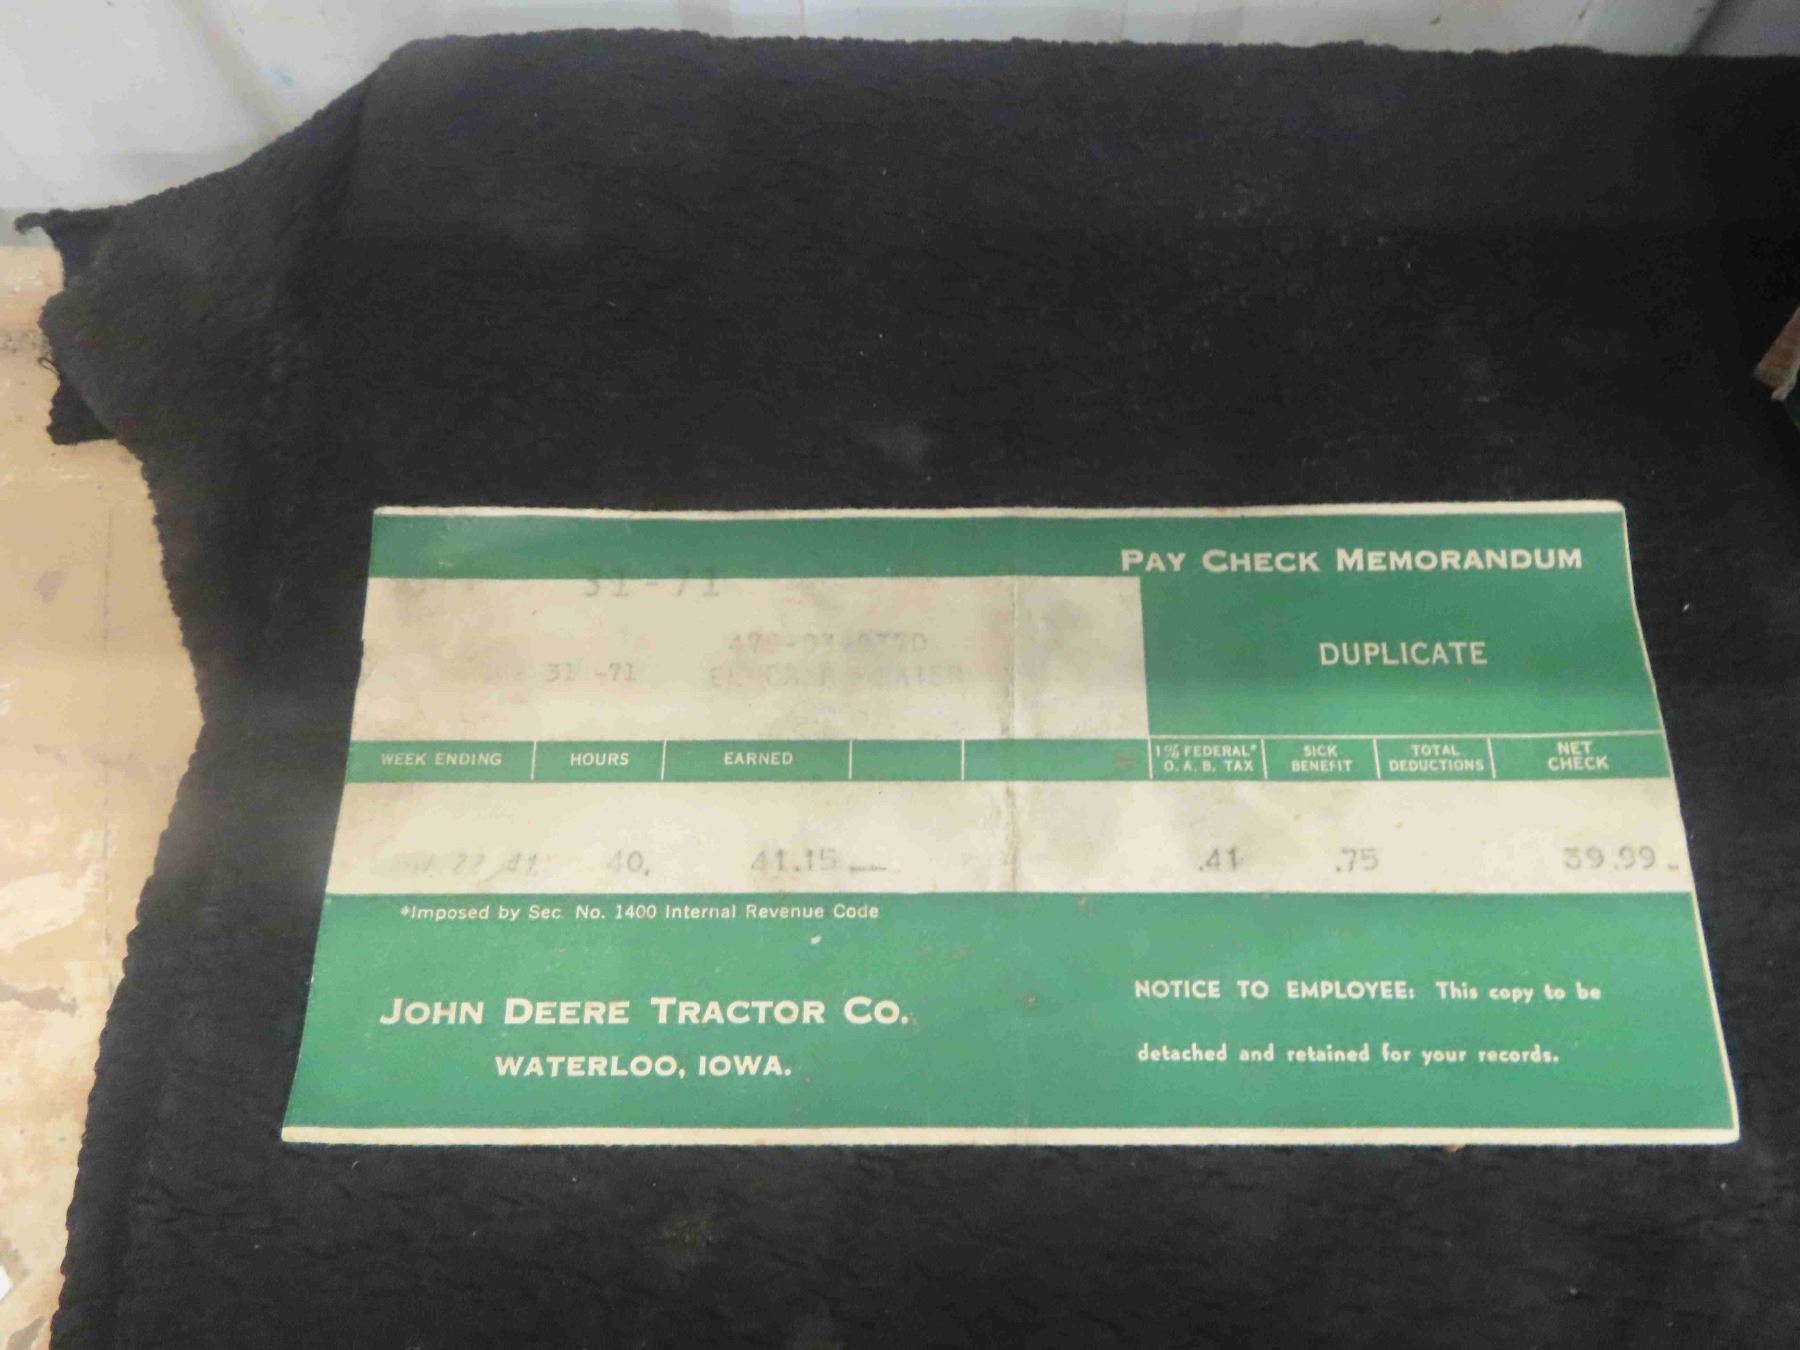 PAY CHECK MEMORANDUM
31-71
DUPLICATE
31 -71
WEEK ENDING HOURS EARNED 1% FEDERAL* O. A. B. TAX SICK BENEFIT TOTAL DEDUCTIONS NET CHECK
40. 41.15 .41 .75 39.99
*Imposed by Sec. No. 1400 Internal Revenue Code
JOHN DEERE TRACTOR CO.
WATERLOO, IOWA.
NOTICE TO EMPLOYEE: This copy to be
detached and retained for your records.